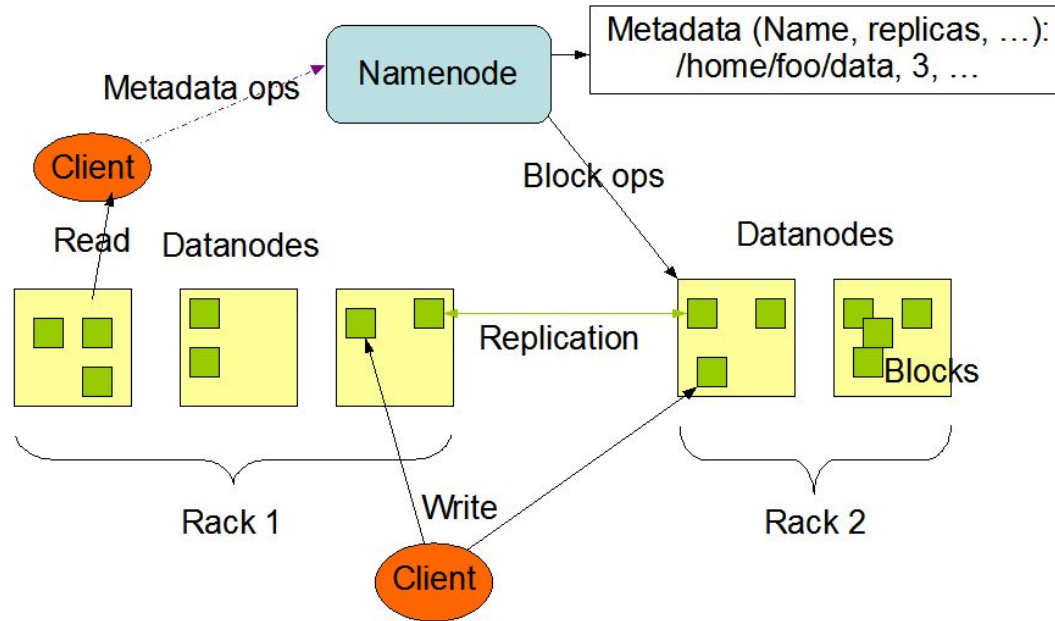 Metadata (Name, replicas, …):
/home/foo/data, 3, …
Namenode
Metadata ops
Client
Block ops
Read
Datanodes
Datanodes
Replication
Blocks
Rack 1
Write
Rack 2
Client